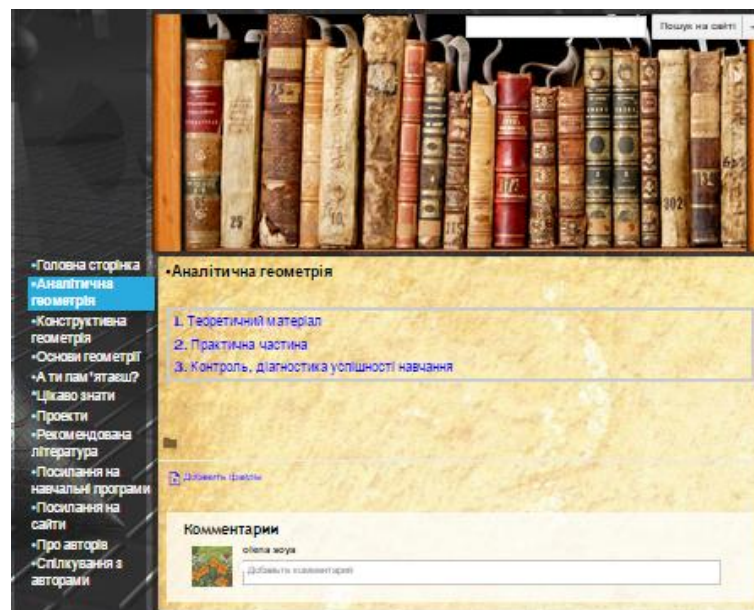 Пошук на сайті
•Головна сторінка
•Аналітична
геометрія
•Конструктивна
геометрія
•Основи геометрії
•А ти пам'ятаєш?
•Цікаво знати
•Проекти
•Рекомендована
література
•Посилання на
навчальні програми
•Посилання на
сайти
•Про авторів
•Спілкування з
авторами
•Аналітична геометрія
1. Теоретичний матеріал
2. Практична частина
3. Контроль, діагностика успішності навчання
Добавить файлы
Комментарии
olena soya
Добавить комментарий